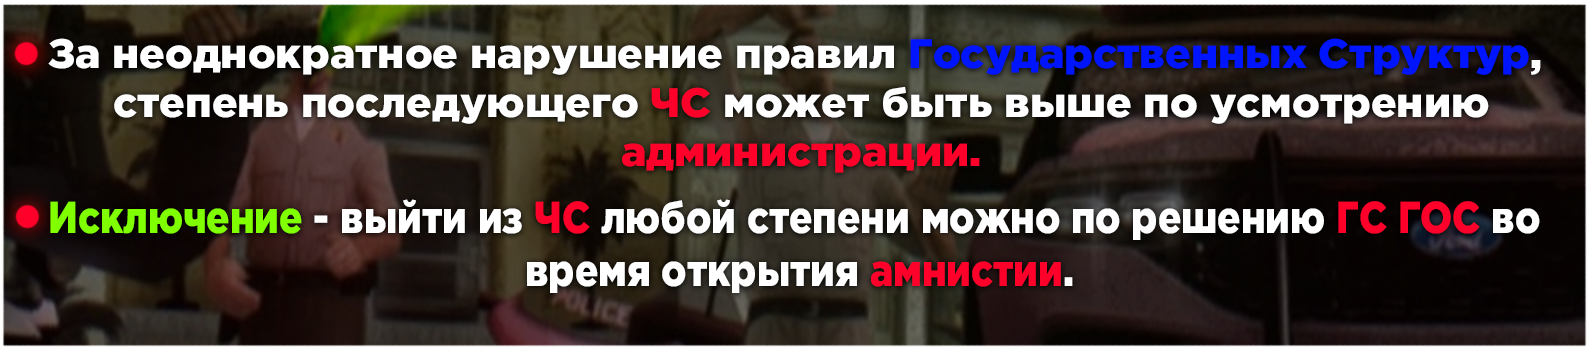 • За неоднократное нарушение правил Государственных Структур,
степень последующего ЧС может быть выше по усмотрению
администрации.
• Исключение - выйти из ЧС любой степени можно по решению ГС ГОС во
время открытия амнистии.
POLICE